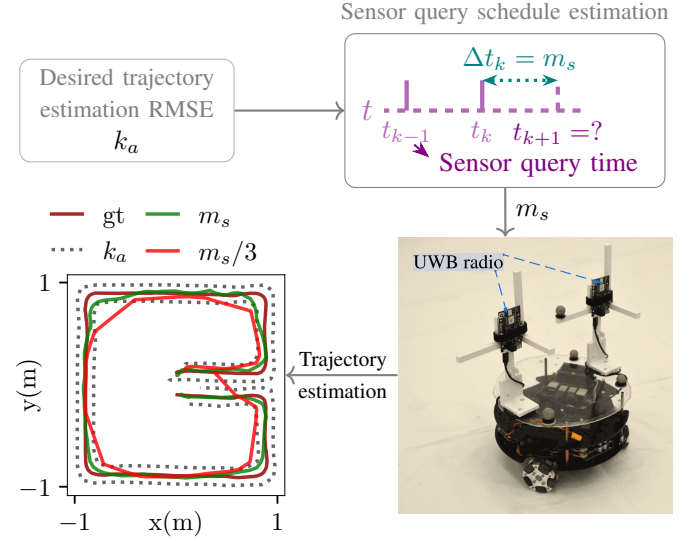 Sensor query schedule estimation
Desired trajectory
estimation RMSE
k_a
Δt_k = m_s
t
t_{k−1} t_k t_{k+1} =?
Sensor query time
m_s
gt m_s
k_a m_s/3
UWB radio
1
y(m)
−1
−1 x(m) 1
Trajectory
estimation